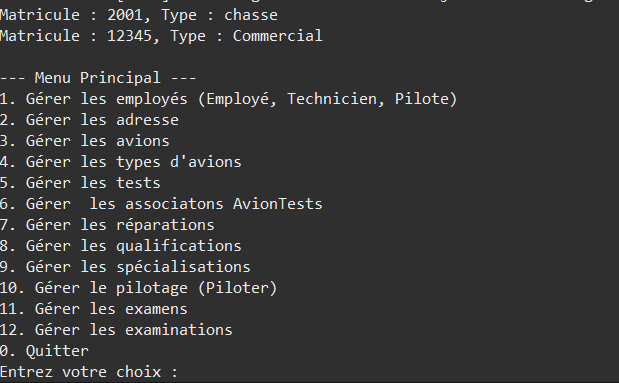 Matricule : 2001, Type : chasse
Matricule : 12345, Type : Commercial
--- Menu Principal ---
1. Gérer les employés (Employé, Technicien, Pilote)
2. Gérer les adresse
3. Gérer les avions
4. Gérer les types d'avions
5. Gérer les tests
6. Gérer  les associatons AvionTests
7. Gérer les réparations
8. Gérer les qualifications
9. Gérer les spécialisations
10. Gérer le pilotage (Piloter)
11. Gérer les examens
12. Gérer les examinations
0. Quitter
Entrez votre choix :